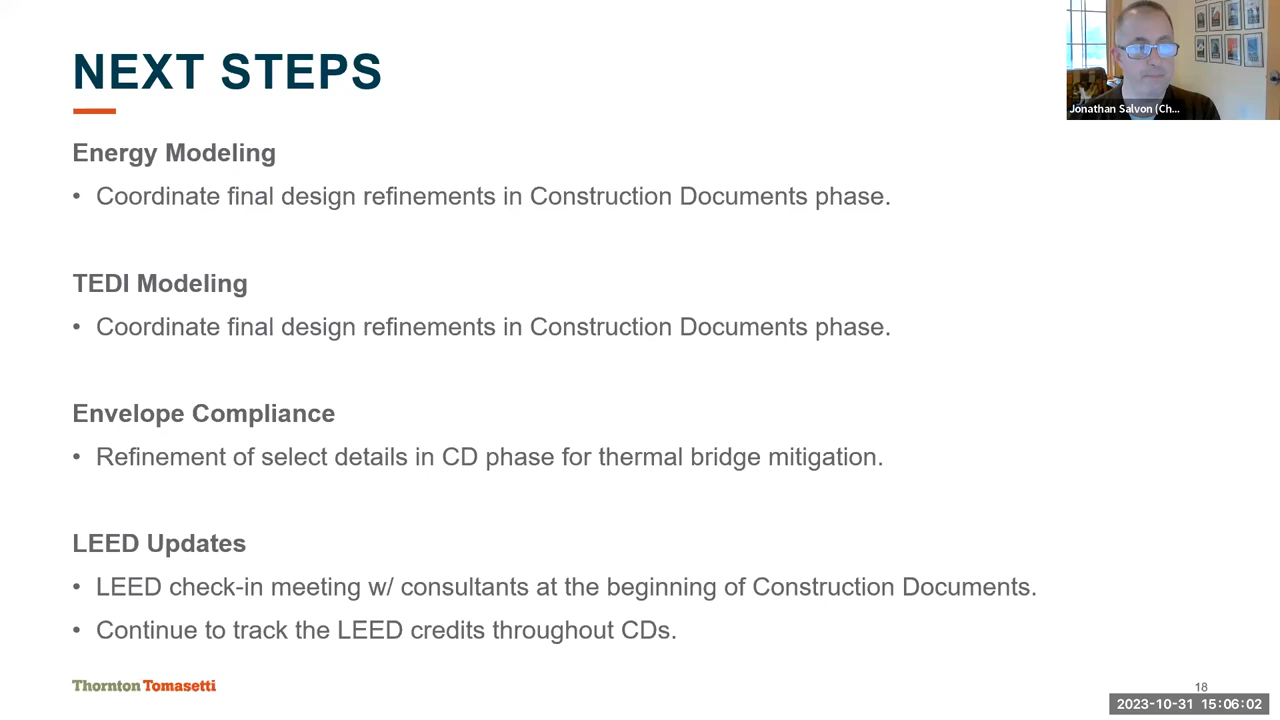 NEXT STEPS
Jonathan Salvon (Ch...
Energy Modeling
• Coordinate final design refinements in Construction Documents phase.
TEDI Modeling
• Coordinate final design refinements in Construction Documents phase.
Envelope Compliance
• Refinement of select details in CD phase for thermal bridge mitigation.
LEED Updates
• LEED check-in meeting w/ consultants at the beginning of Construction Documents.
• Continue to track the LEED credits throughout CDs.
Thornton Tomasetti
18
2023-10-31 15:06:02